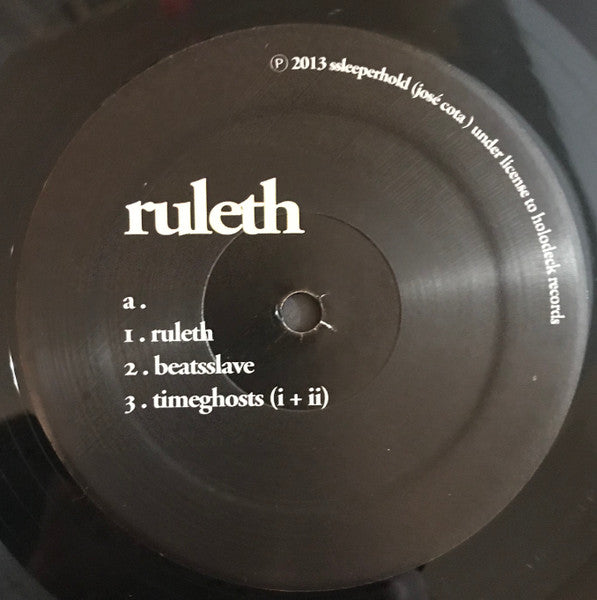 ℗ 2013 ssleeperhold (josé cota) under license to holodeck records
ruleth
a .
1 . ruleth
2 . beatsslave
3 . timeghosts (i + ii)